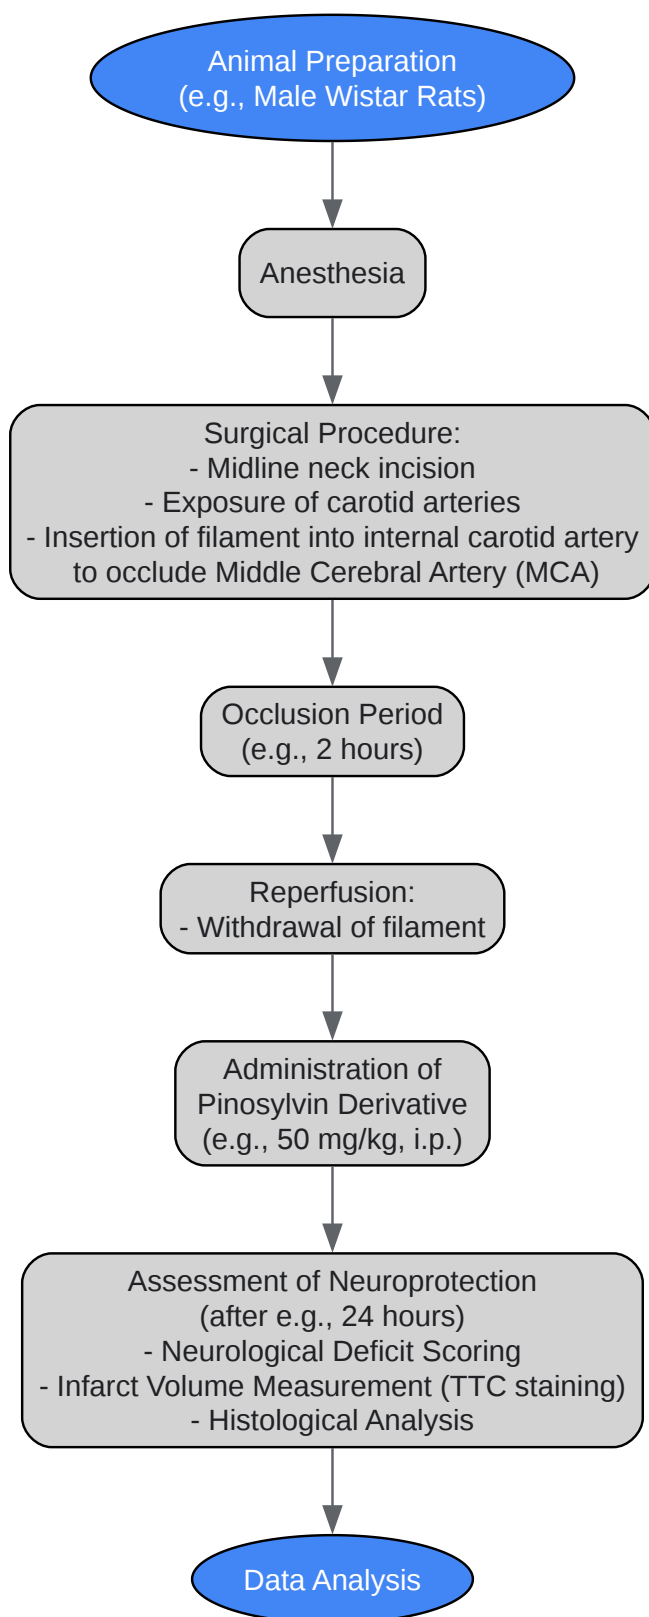 Animal Preparation
(e.g., Male Wistar Rats)
Anesthesia
Surgical Procedure:
- Midline neck incision
- Exposure of carotid arteries
- Insertion of filament into internal carotid artery
to occlude Middle Cerebral Artery (MCA)
Occlusion Period
(e.g., 2 hours)
Reperfusion:
- Withdrawal of filament
Administration of
Pinosylvin Derivative
(e.g., 50 mg/kg, i.p.)
Assessment of Neuroprotection
(after e.g., 24 hours)
- Neurological Deficit Scoring
- Infarct Volume Measurement (TTC staining)
- Histological Analysis
Data Analysis